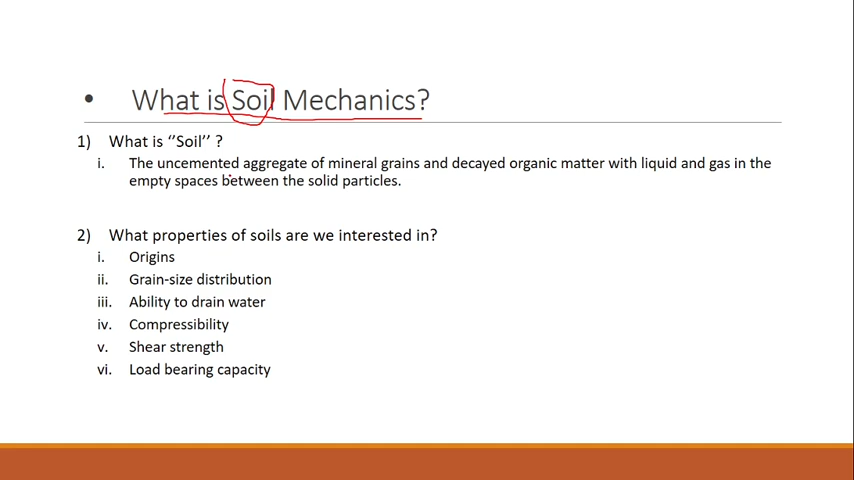 • What is Soil Mechanics?
1) What is ‘’Soil’’ ?
i. The uncemented aggregate of mineral grains and decayed organic matter with liquid and gas in the
empty spaces between the solid particles.
2) What properties of soils are we interested in?
i. Origins
ii. Grain-size distribution
iii. Ability to drain water
iv. Compressibility
v. Shear strength
vi. Load bearing capacity